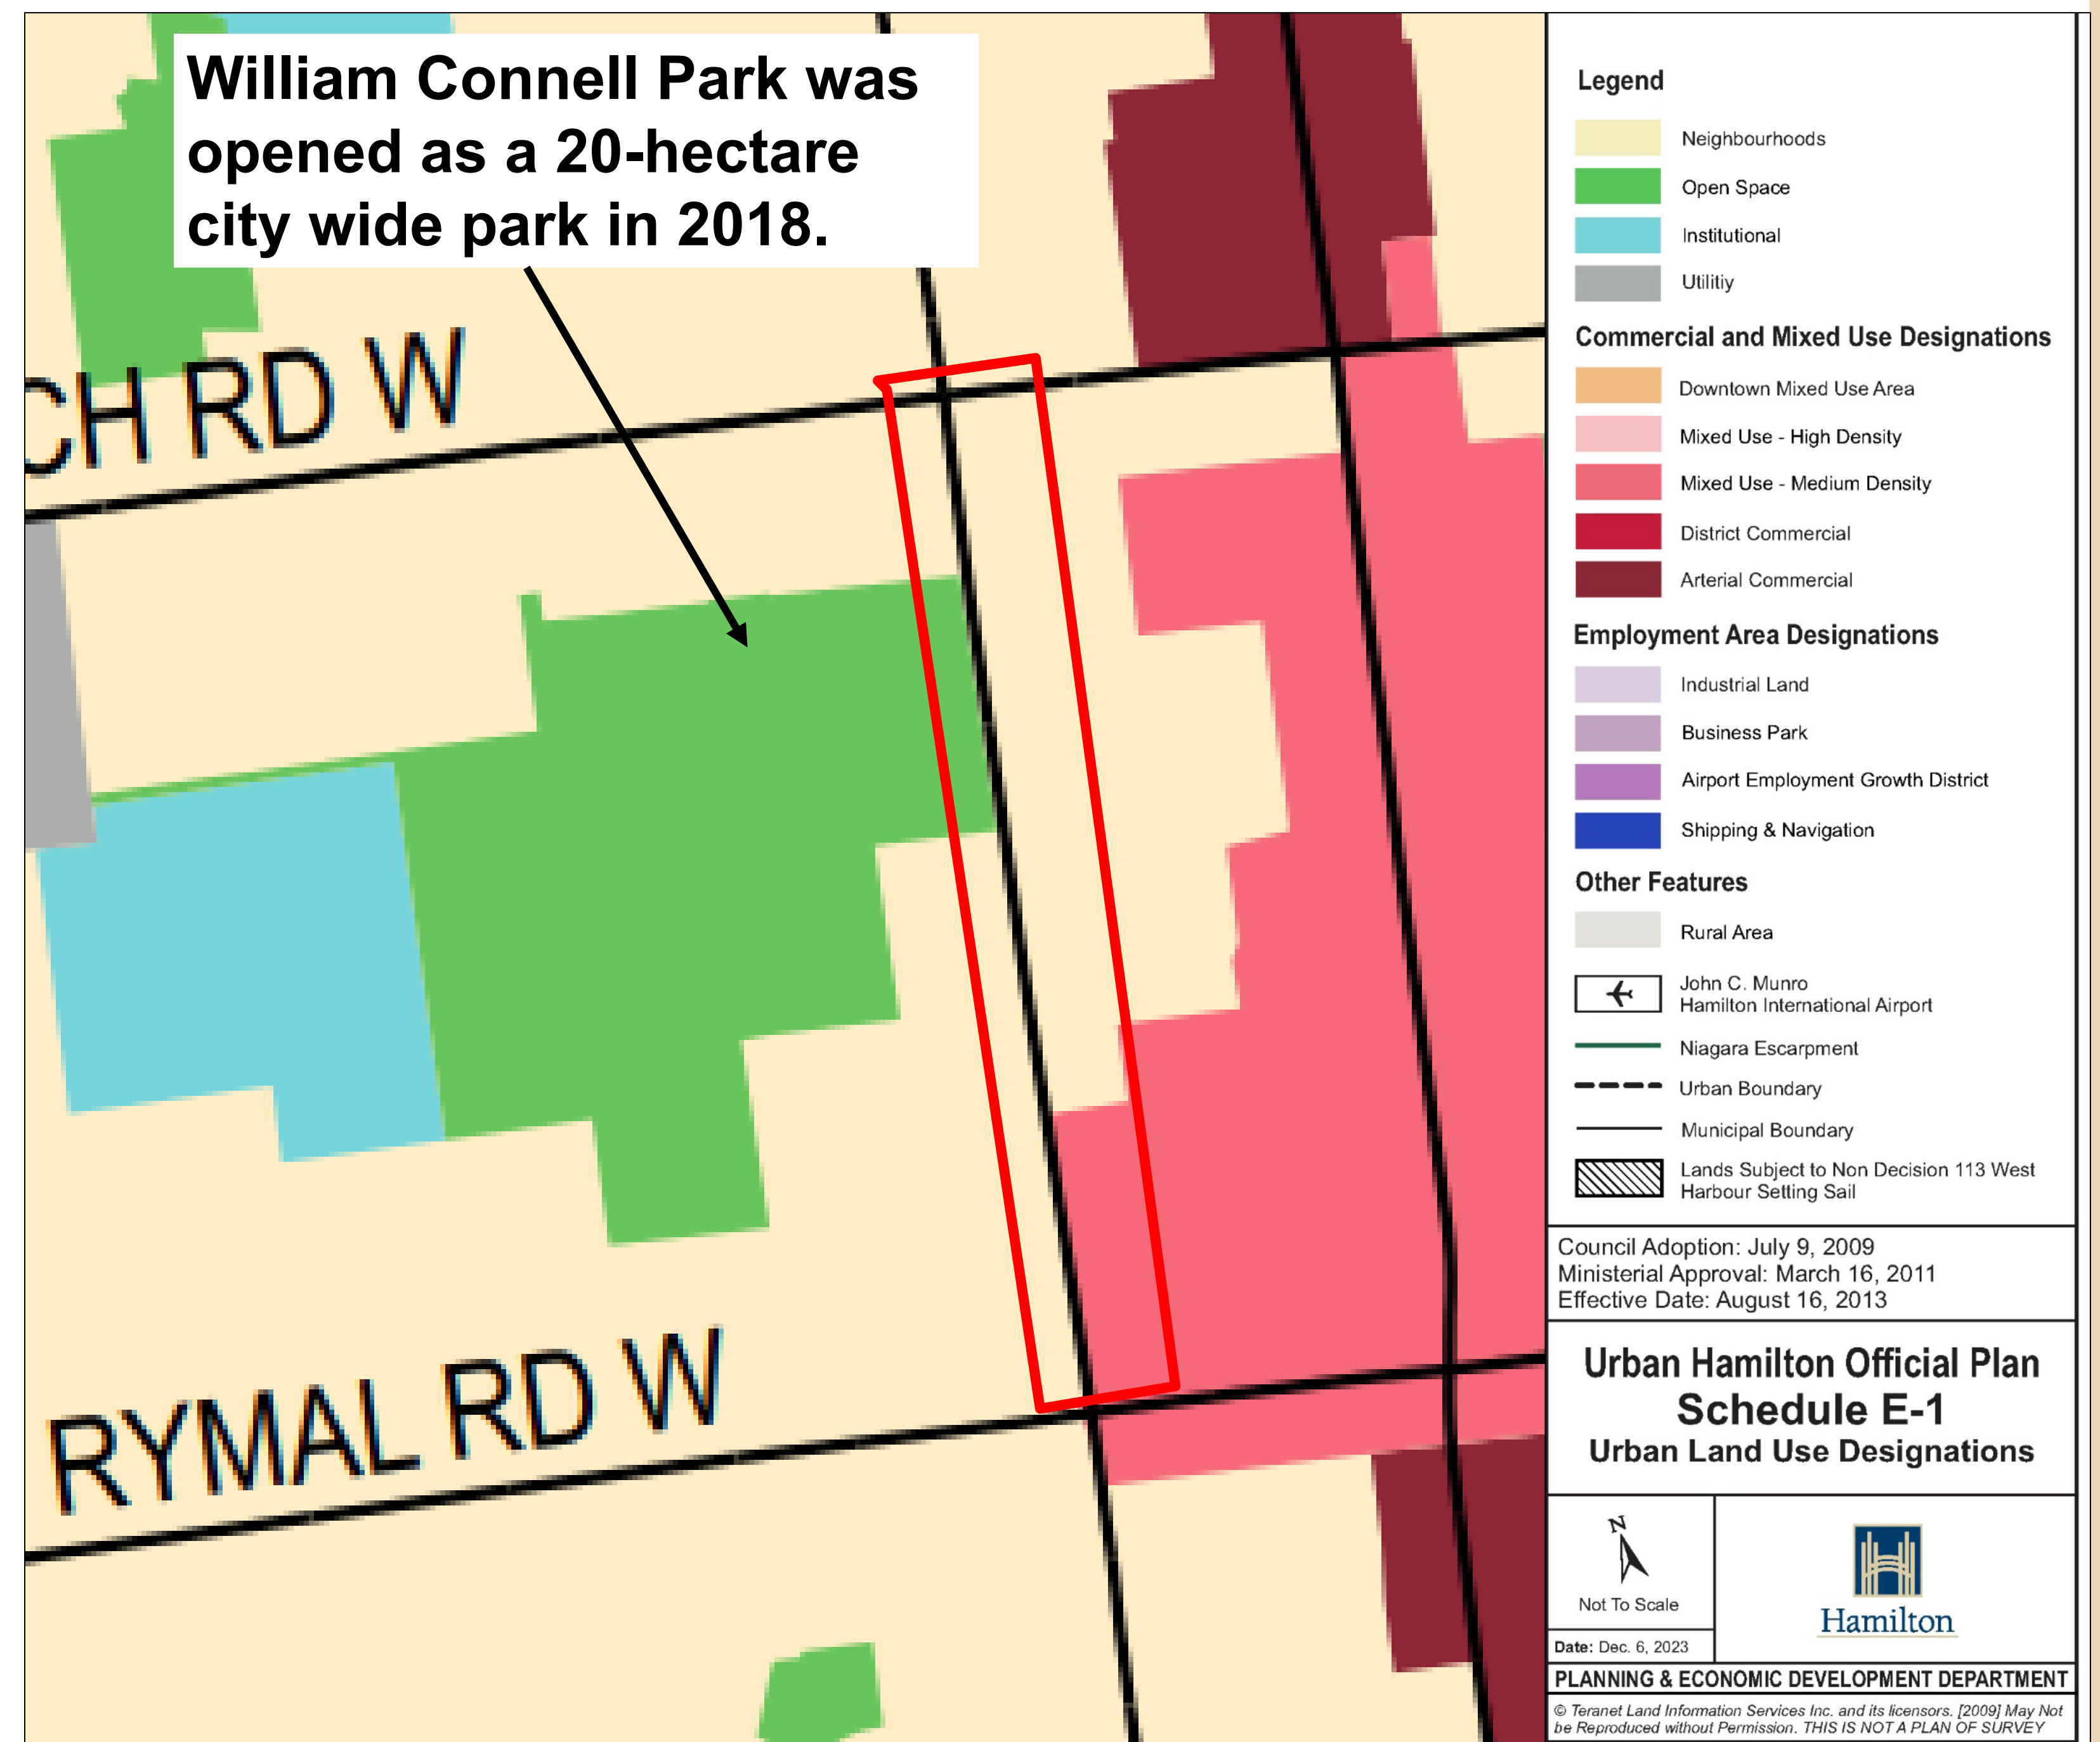 William Connell Park was
opened as a 20-hectare
city wide park in 2018.
CH RD W
RYMAL RD W
Legend
Neighbourhoods
Open Space
Institutional
Utilitiy
Commercial and Mixed Use Designations
Downtown Mixed Use Area
Mixed Use - High Density
Mixed Use - Medium Density
District Commercial
Arterial Commercial
Employment Area Designations
Industrial Land
Business Park
Airport Employment Growth District
Shipping & Navigation
Other Features
Rural Area
John C. Munro
Hamilton International Airport
Niagara Escarpment
Urban Boundary
Municipal Boundary
Lands Subject to Non Decision 113 West
Harbour Setting Sail
Council Adoption: July 9, 2009
Ministerial Approval: March 16, 2011
Effective Date: August 16, 2013
Urban Hamilton Official Plan
Schedule E-1
Urban Land Use Designations
N
Not To Scale
Date: Dec. 6, 2023
Hamilton
PLANNING & ECONOMIC DEVELOPMENT DEPARTMENT
© Teranet Land Information Services Inc. and its licensors. [2009] May Not
be Reproduced without Permission. THIS IS NOT A PLAN OF SURVEY